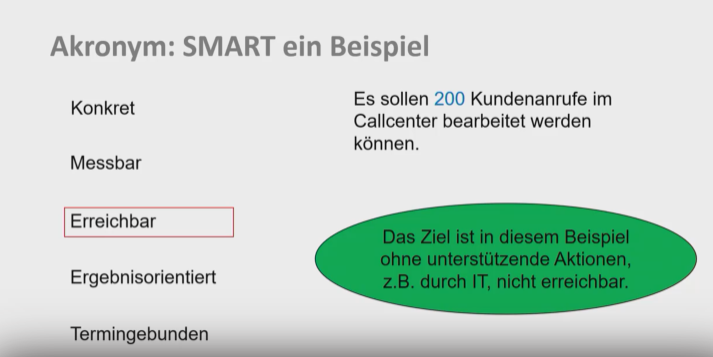 Akronym: SMART ein Beispiel
Konkret
Messbar
Erreichbar
Ergebnisorientiert
Termingebunden
Es sollen 200 Kundenanrufe im
Callcenter bearbeitet werden
können.
Das Ziel ist in diesem Beispiel
ohne unterstützende Aktionen,
z.B. durch IT, nicht erreichbar.